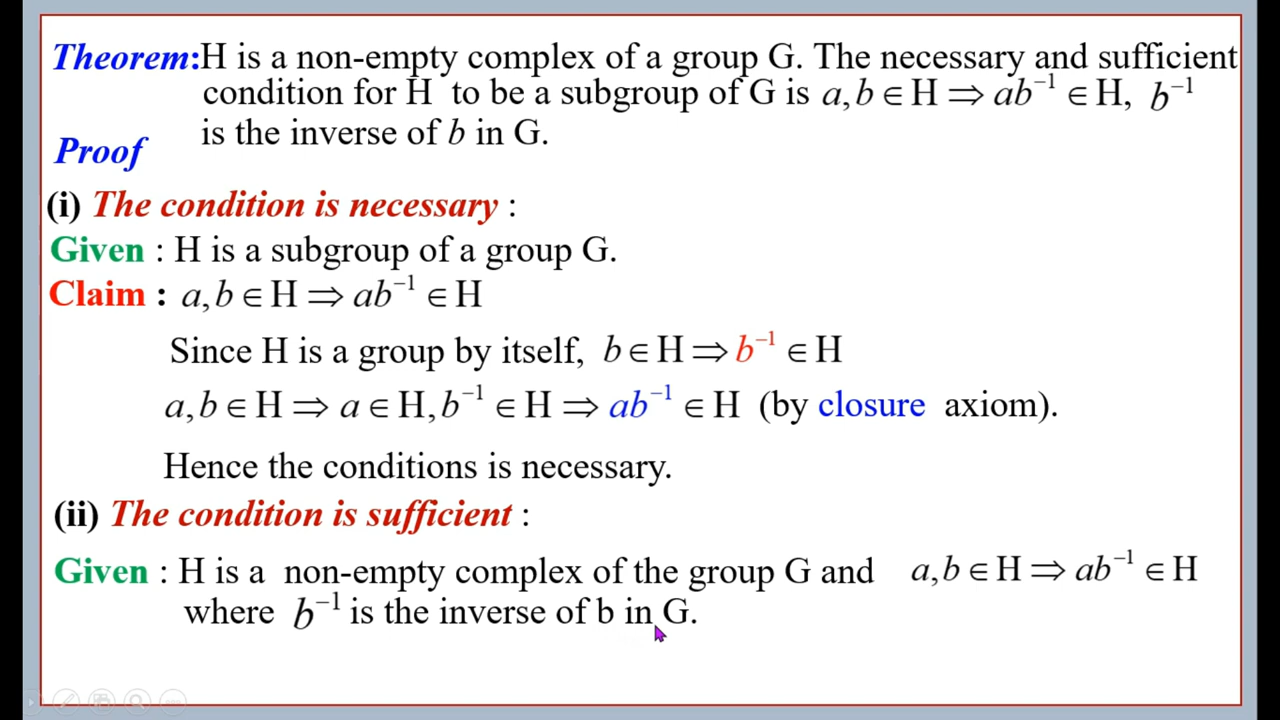 Theorem: H is a non-empty complex of a group G. The necessary and sufficient
condition for H to be a subgroup of G is a, b ∈ H ⇒ ab⁻¹ ∈ H, b⁻¹
is the inverse of b in G.
Proof
(i) The condition is necessary :
Given : H is a subgroup of a group G.
Claim : a, b ∈ H ⇒ ab⁻¹ ∈ H
Since H is a group by itself, b ∈ H ⇒ b⁻¹ ∈ H
a, b ∈ H ⇒ a ∈ H, b⁻¹ ∈ H ⇒ ab⁻¹ ∈ H (by closure axiom).
Hence the conditions is necessary.
(ii) The condition is sufficient :
Given : H is a non-empty complex of the group G and a, b ∈ H ⇒ ab⁻¹ ∈ H
where b⁻¹ is the inverse of b in G.